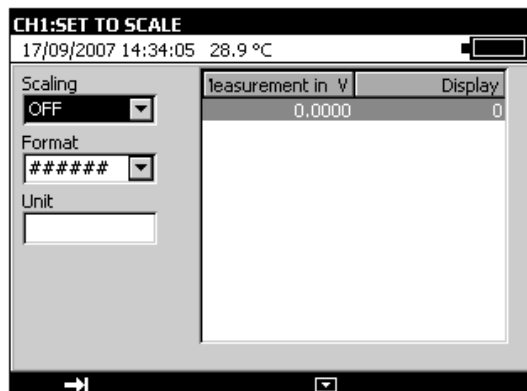 CH1:SET TO SCALE
17/09/2007 14:34:05 28.9 °C
Scaling
OFF
Format
######
Unit
Measurement in V Display
0.0000 0